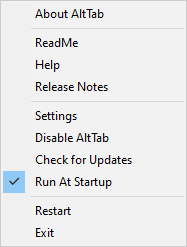 About AltTab
ReadMe
Help
Release Notes
Settings
Disable AltTab
Check for Updates
Run At Startup
Restart
Exit